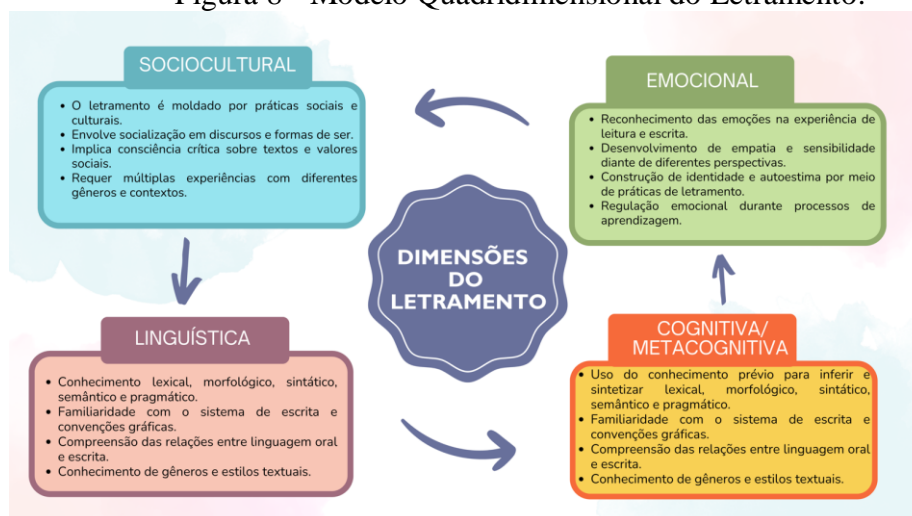 Figura 8 - Modelo Quadridimensional do Letramento.
SOCIOCULTURAL
• O letramento é moldado por práticas sociais e
culturais.
• Envolve socialização em discursos e formas de ser.
• Implica consciência crítica sobre textos e valores
sociais.
• Requer múltiplas experiências com diferentes
gêneros e contextos.
EMOCIONAL
• Reconhecimento das emoções na experiência de
leitura e escrita.
• Desenvolvimento de empatia e sensibilidade
diante de diferentes perspectivas.
• Construção de identidade e autoestima por meio
de práticas de letramento.
• Regulação emocional durante processos de
aprendizagem.
DIMENSÕES
DO
LETRAMENTO
LINGUÍSTICA
• Conhecimento lexical, morfológico, sintático,
semântico e pragmático.
• Familiaridade com o sistema de escrita e
convenções gráficas.
• Compreensão das relações entre linguagem oral
e escrita.
• Conhecimento de gêneros e estilos textuais.
COGNITIVA/
METACOGNITIVA
• Uso do conhecimento prévio para inferir e
sintetizar lexical, morfológico, sintático,
semântico e pragmático.
• Familiaridade com o sistema de escrita e
convenções gráficas.
• Compreensão das relações entre linguagem oral
e escrita.
• Conhecimento de gêneros e estilos textuais.